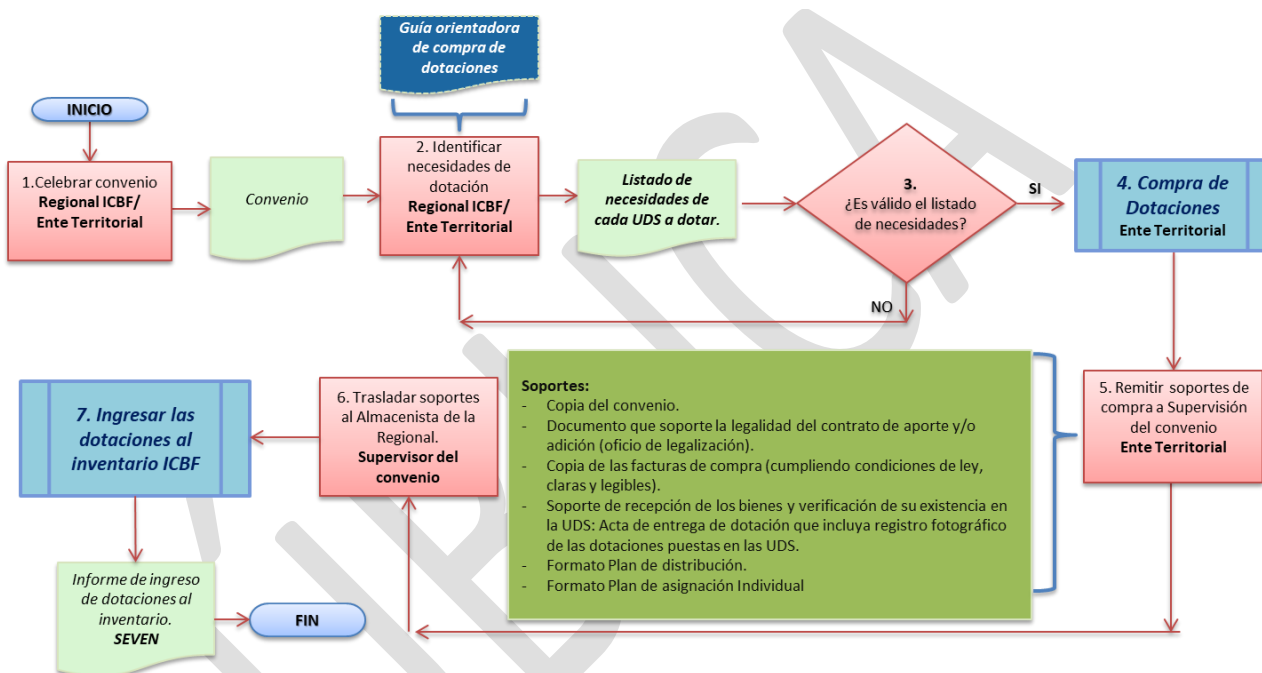 Guía orientadora
de compra de
dotaciones
INICIO
1.Celebrar convenio
Regional ICBF/
Ente Territorial
Convenio
2. Identificar
necesidades de
dotación
Regional ICBF/
Ente Territorial
Listado de
necesidades de
cada UDS a dotar.
3.
¿Es válido el listado
de necesidades?
SI
NO
4. Compra de
Dotaciones
Ente Territorial
5. Remitir soportes de
compra a Supervisión
del convenio
Ente Territorial
Soportes:
- Copia del convenio.
- Documento que soporte la legalidad del contrato de aporte y/o
adición (oficio de legalización).
- Copia de las facturas de compra (cumpliendo condiciones de ley,
claras y legibles).
- Soporte de recepción de los bienes y verificación de su existencia en
la UDS: Acta de entrega de dotación que incluya registro fotográfico
de las dotaciones puestas en las UDS.
- Formato Plan de distribución.
- Formato Plan de asignación Individual
6. Trasladar soportes
al Almacenista de la
Regional.
Supervisor del
convenio
7. Ingresar las
dotaciones al
inventario ICBF
Informe de ingreso
de dotaciones al
inventario.
SEVEN
FIN